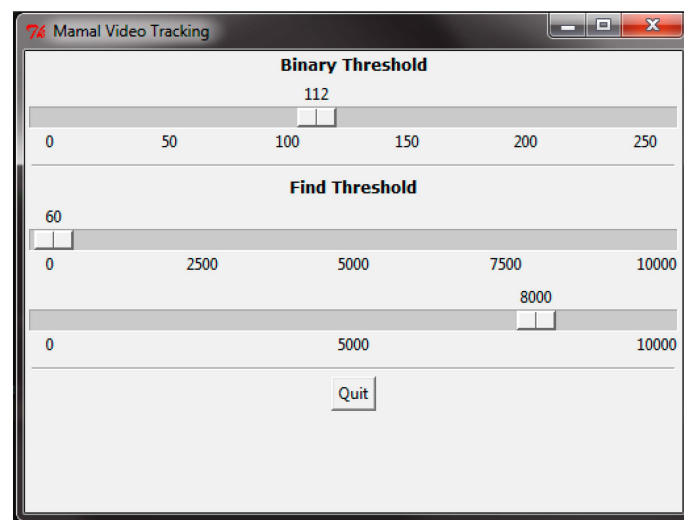 Mamal Video Tracking
Binary Threshold
112
0 50 100 150 200 250
Find Threshold
60
0 2500 5000 7500 10000
8000
0 5000 10000
Quit